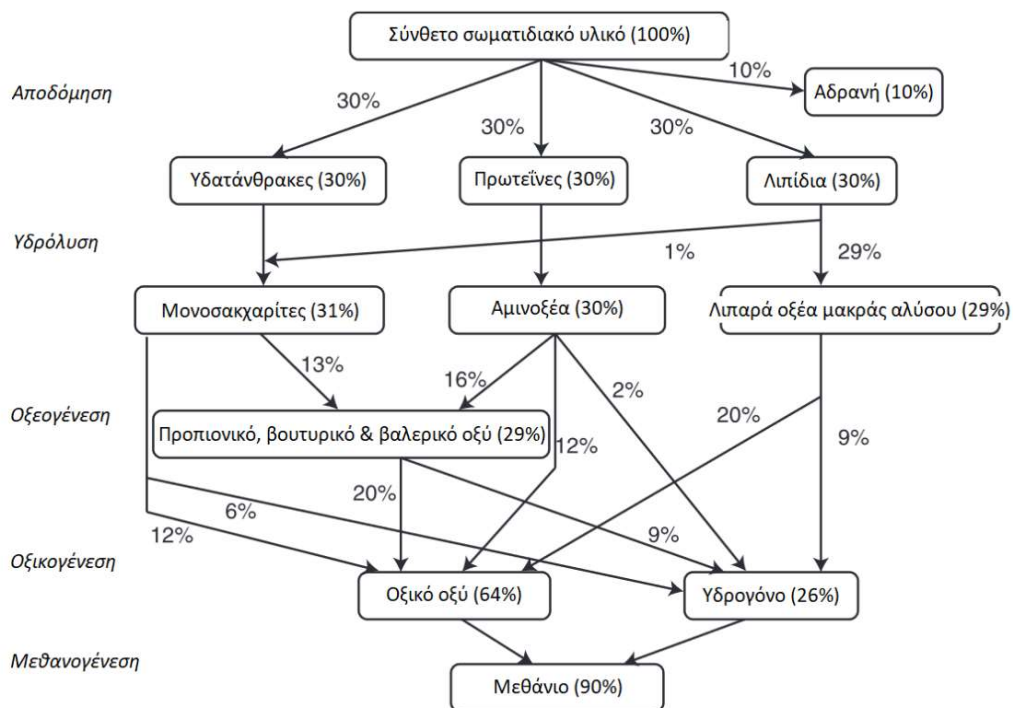 Σύνθετο σωματιδιακό υλικό (100%)
10%
Αποδόμηση
Αδρανή (10%)
30%
30%
30%
Υδατάνθρακες (30%)
Πρωτεΐνες (30%)
Λιπίδια (30%)
Υδρόλυση
1%
29%
Μονοσακχαρίτες (31%)
Αμινοξέα (30%)
Λιπαρά οξέα μακράς αλύσου (29%)
13%
16%
2%
Οξεογένεση
20%
9%
Προπιονικό, βουτυρικό & βαλερικό οξύ (29%)
12%
20%
6%
9%
12%
Οξικογένεση
Οξικό οξύ (64%)
Υδρογόνο (26%)
Μεθανογένεση
Μεθάνιο (90%)